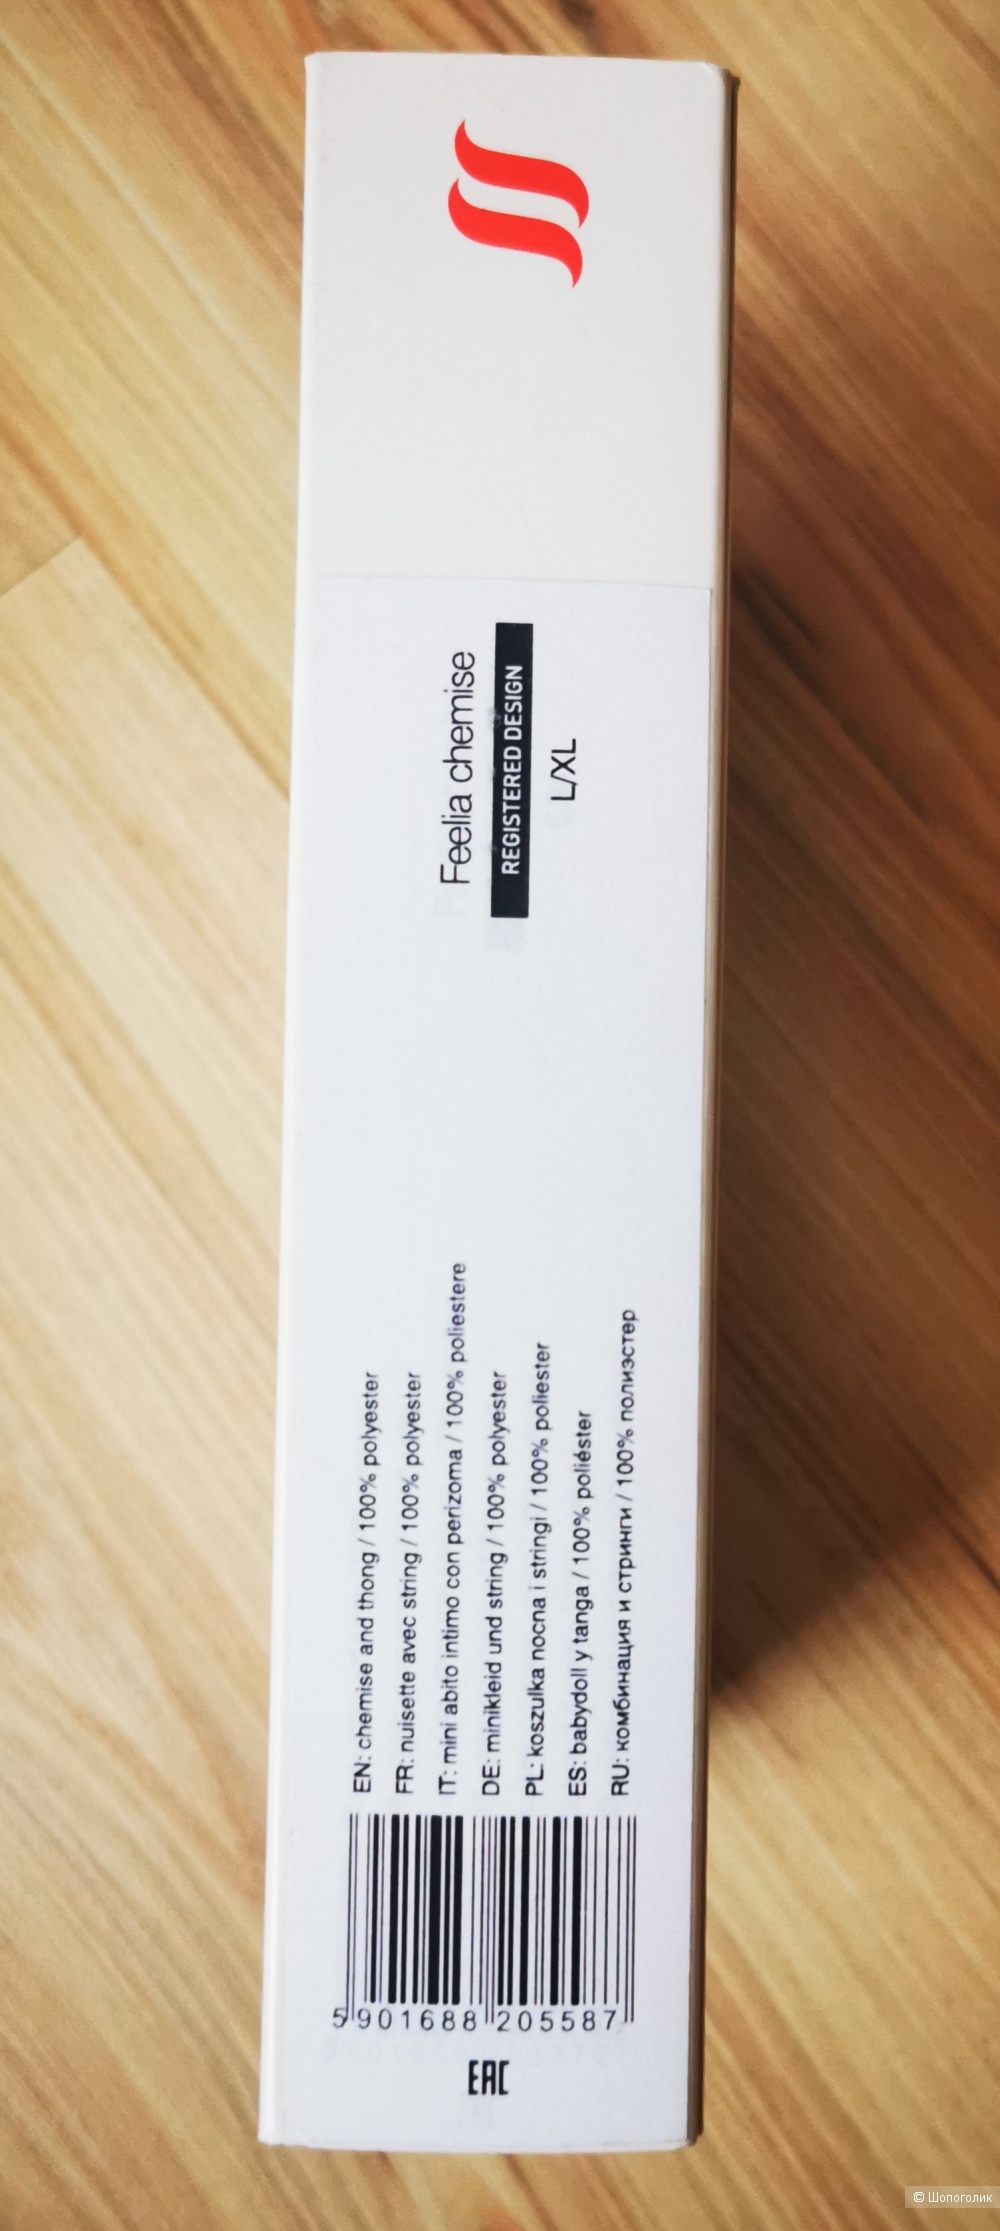 Feelia chemise
REGISTERED DESIGN
L/XL
EN: chemise and thong / 100% polyester
FR: nuisette avec string / 100% polyester
IT: mini abito intimo con perizoma / 100% poliestere
DE: minikleid und string / 100% polyester
PL: koszulka nocna i stringi / 100% poliester
ES: babydoll y tanga / 100% poliéster
RU: комбинация и стринги / 100% полиэстер
5 901688 205587
EAC
© Шопоголик